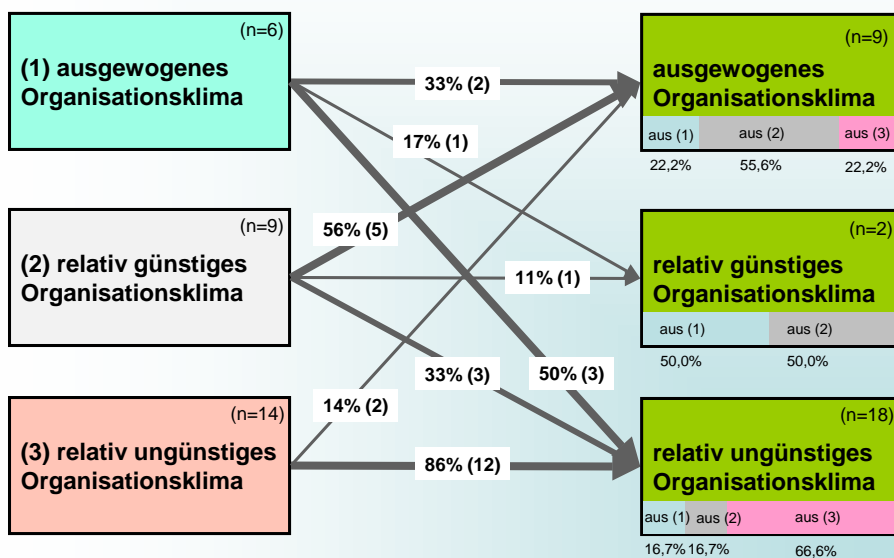 (n=6)
(1) ausgewogenes
Organisationsklima
(n=9)
(2) relativ günstiges
Organisationsklima
(n=14)
(3) relativ ungünstiges
Organisationsklima
33% (2)
17% (1)
56% (5)
11% (1)
33% (3)
50% (3)
14% (2)
86% (12)
(n=9)
ausgewogenes
Organisationsklima
aus (1) aus (2) aus (3)
22,2% 55,6% 22,2%
(n=2)
relativ günstiges
Organisationsklima
aus (1) aus (2)
50,0% 50,0%
(n=18)
relativ ungünstiges
Organisationsklima
aus (1) aus (2) aus (3)
16,7% 16,7% 66,6%